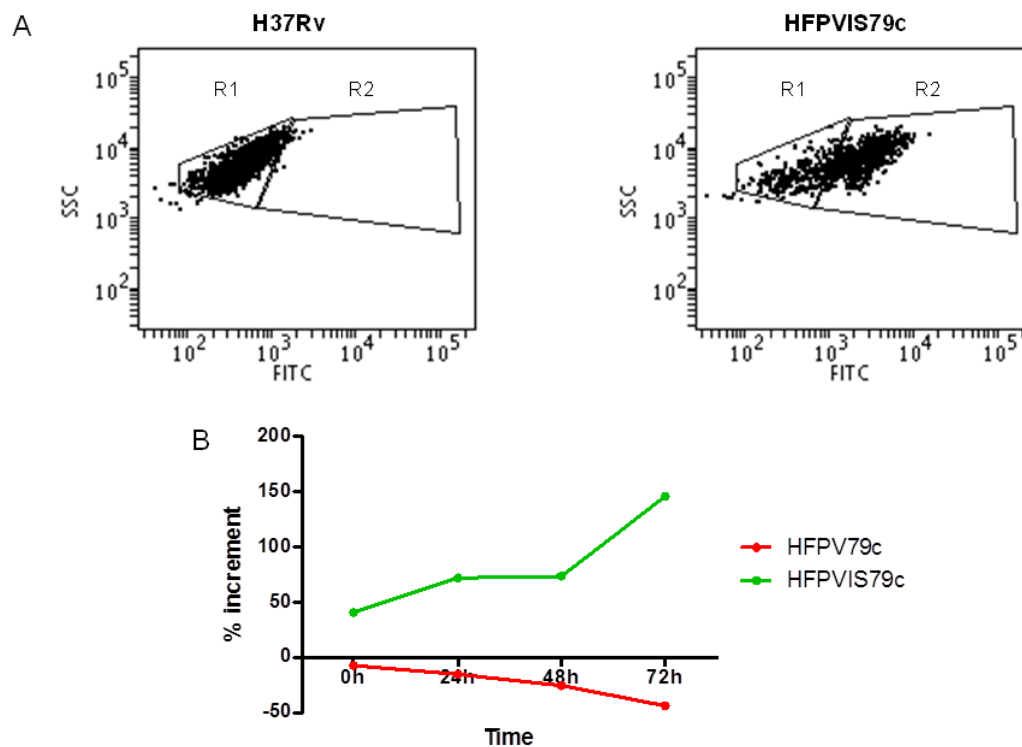 A
H37Rv
HFPVIS79c
R1 R2
R1 R2
10^5
10^4
10^3
10^2
SSC
10^2 10^3 10^4 10^5
FITC
10^5
10^4
10^3
10^2
SSC
10^2 10^3 10^4 10^5
FITC
B
200
150
100
50
0
-50
% increment
0h 24h 48h 72h
Time
HFPV79c
HFPVIS79c